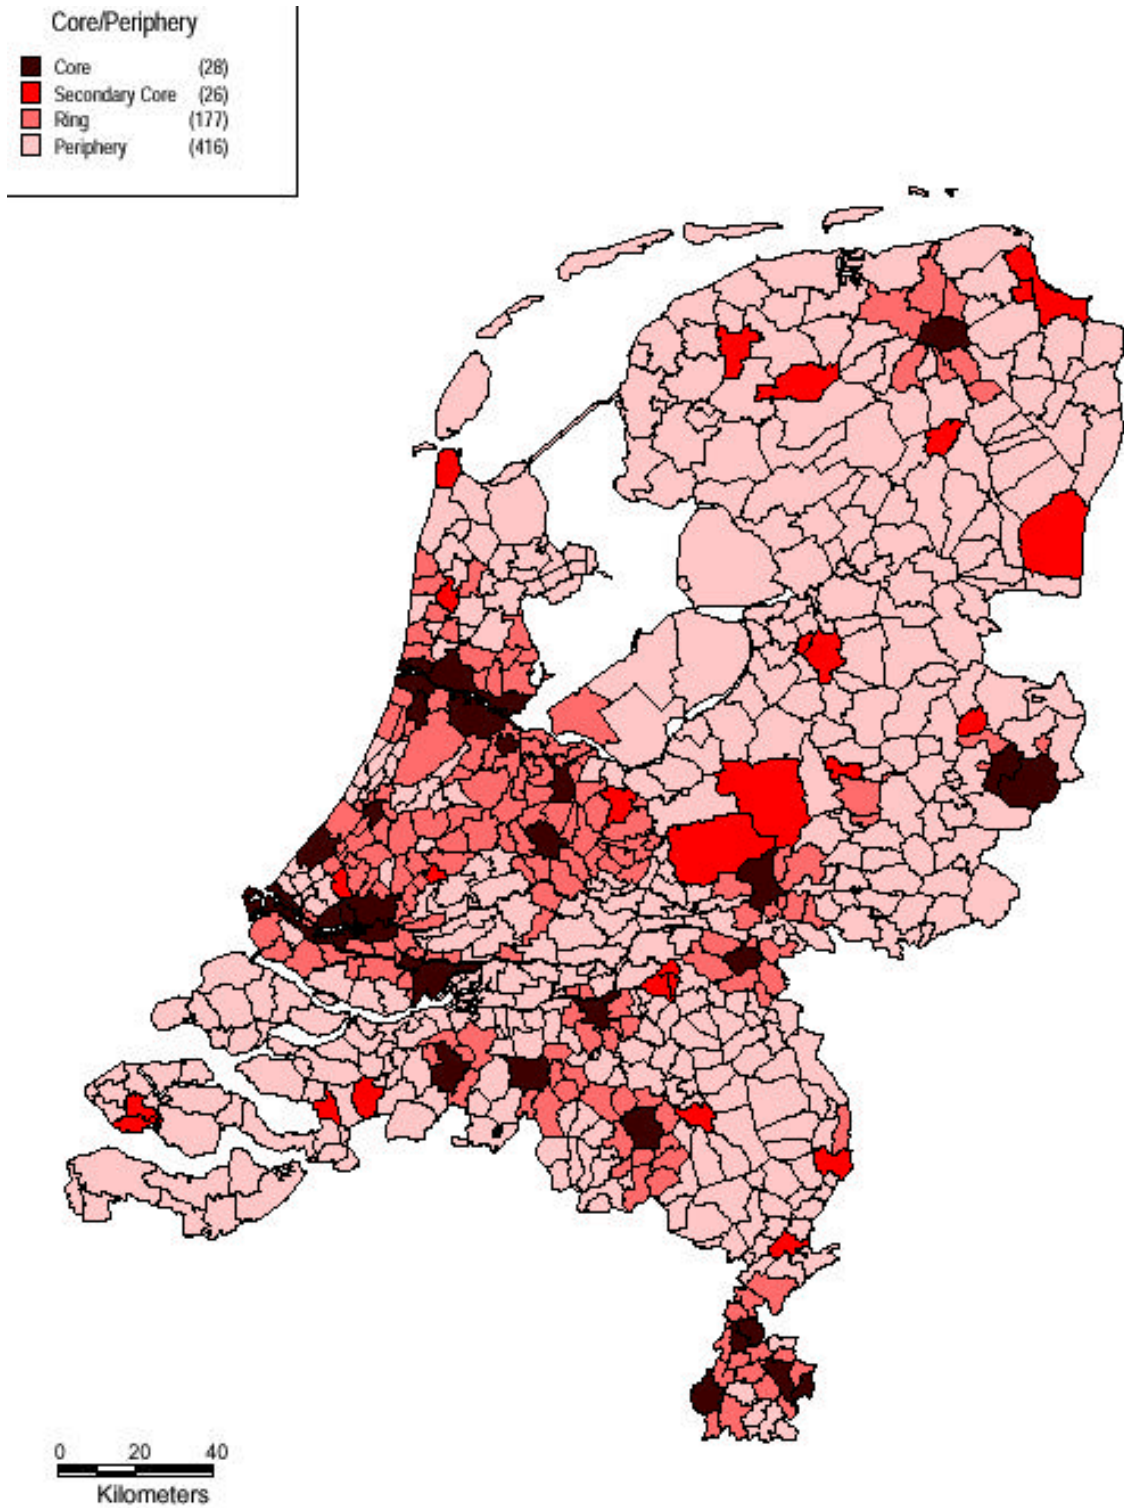 Core/Periphery
Core (28)
Secondary Core (26)
Ring (177)
Periphery (416)
0 20 40
Kilometers